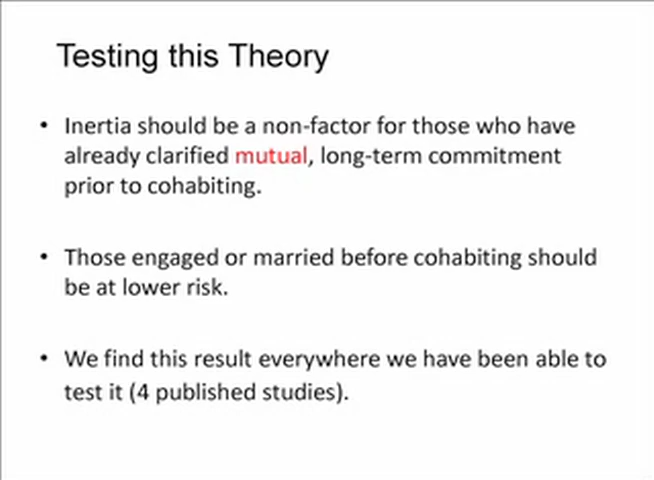 Testing this Theory
• Inertia should be a non-factor for those who have
already clarified mutual, long-term commitment
prior to cohabiting.
• Those engaged or married before cohabiting should
be at lower risk.
• We find this result everywhere we have been able to
test it (4 published studies).